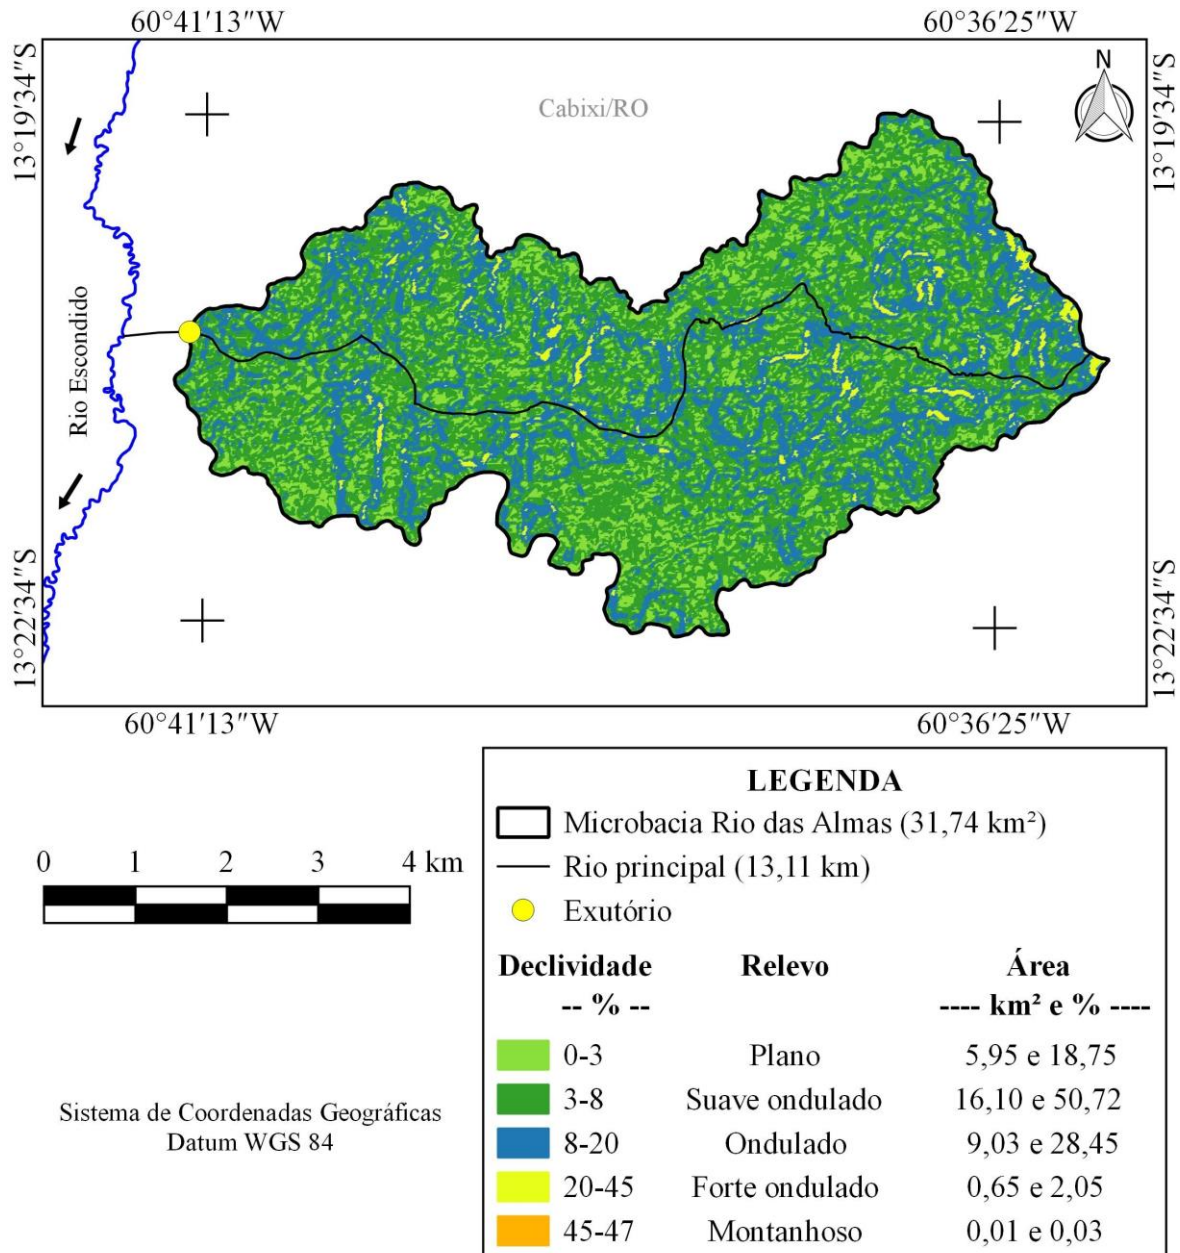 60°41'13"W 60°36'25"W
13°19'34"S
13°19'34"S
N
Cabixi/RO
Rio Escondido
13°22'34"S
13°22'34"S
60°41'13"W 60°36'25"W
0 1 2 3 4 km
Sistema de Coordenadas Geográficas
Datum WGS 84
LEGENDA
Microbacia Rio das Almas (31,74 km²)
Rio principal (13,11 km)
Exutório
Declividade Relevo Área
-- % -- ---- km² e % ----
0-3 Plano 5,95 e 18,75
3-8 Suave ondulado 16,10 e 50,72
8-20 Ondulado 9,03 e 28,45
20-45 Forte ondulado 0,65 e 2,05
45-47 Montanhoso 0,01 e 0,03